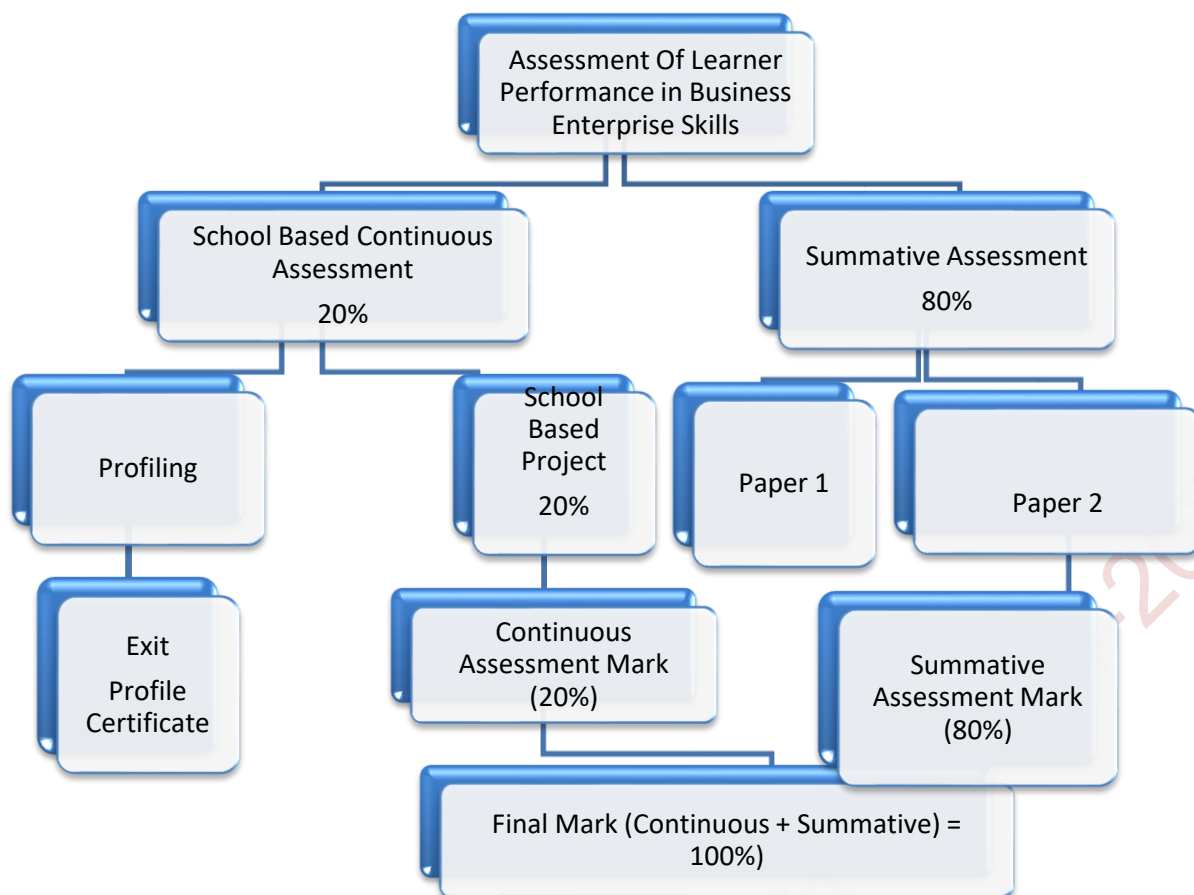 Assessment Of Learner
Performance in Business
Enterprise Skills
School Based Continuous
Assessment
20%
Summative Assessment
80%
Profiling
School
Based
Project
20%
Paper 1
Paper 2
Exit
Profile
Certificate
Continuous
Assessment Mark
(20%)
Summative
Assessment Mark
(80%)
Final Mark (Continuous + Summative) =
100%)